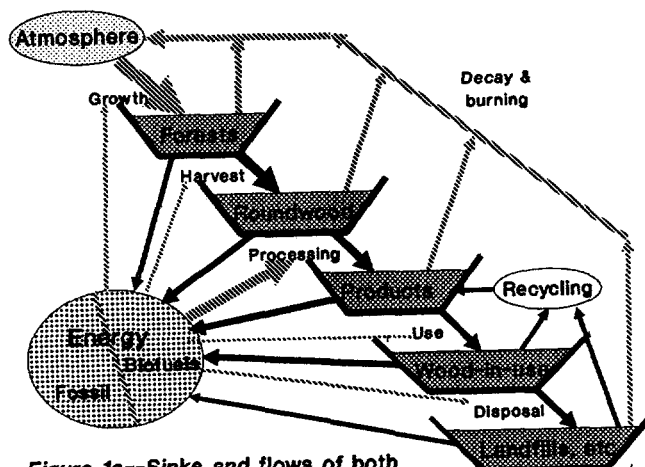 Atmosphere
Decay &
burning
Growth
Forests
Harvest
Roundwood
Processing
Products
Recycling
Energy
Use
Biofuels
Wood-in-use
Fossil
Disposal
Landfills, etc
Figure 1a--Sinks and flows of both